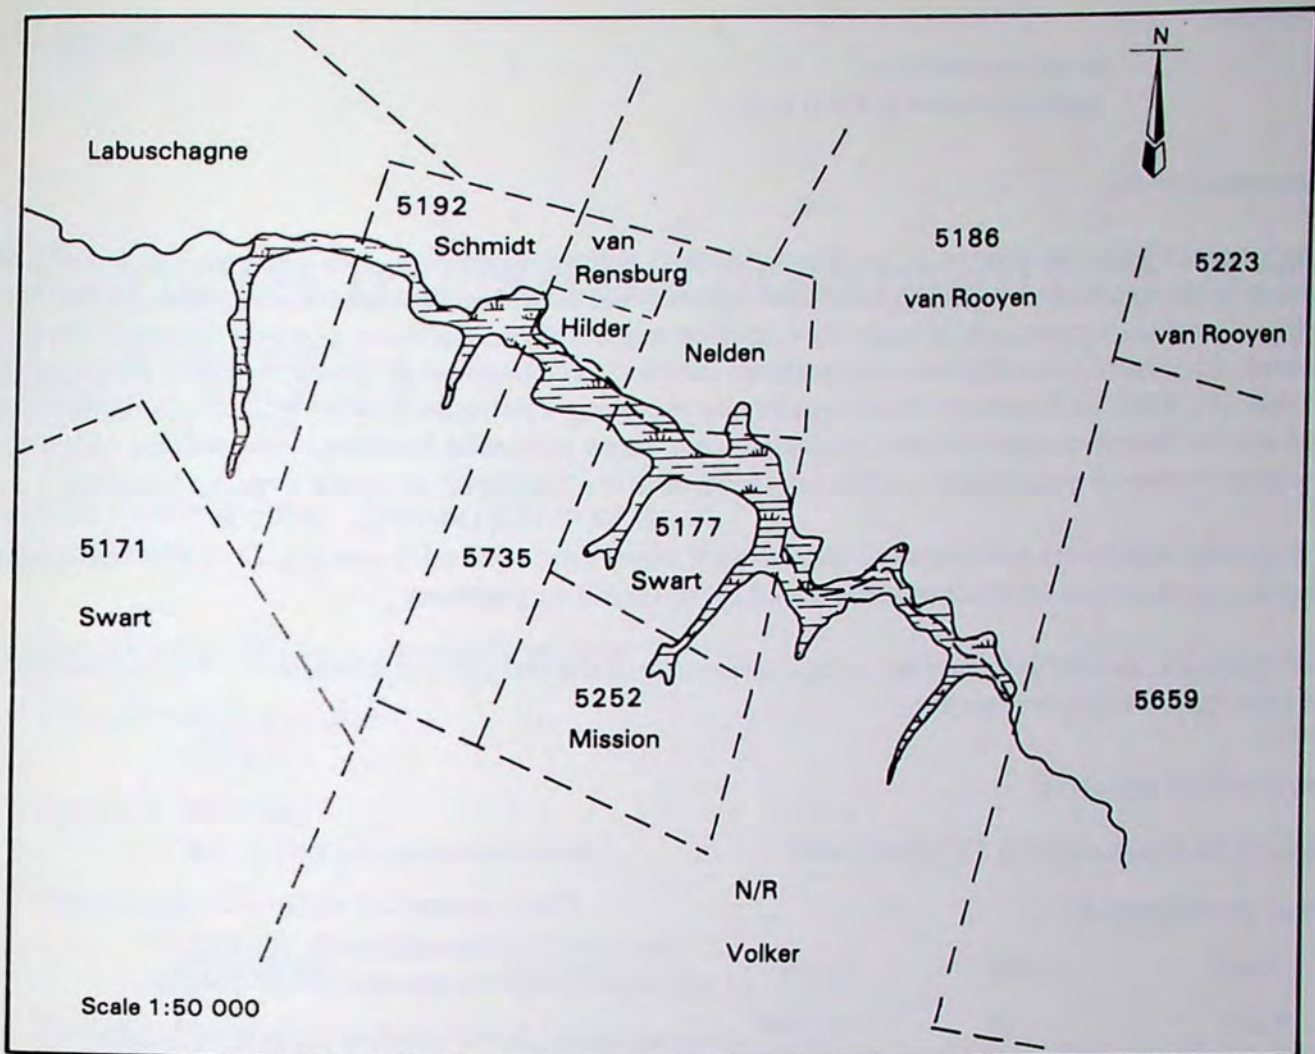 N
Labuschagne
5192
Schmidt
van
Rensburg
Hilder
Nelden
5186
van Rooyen
5223
van Rooyen
5171
Swart
5735
5177
Swart
5252
Mission
5659
N/R
Volker
Scale 1:50 000